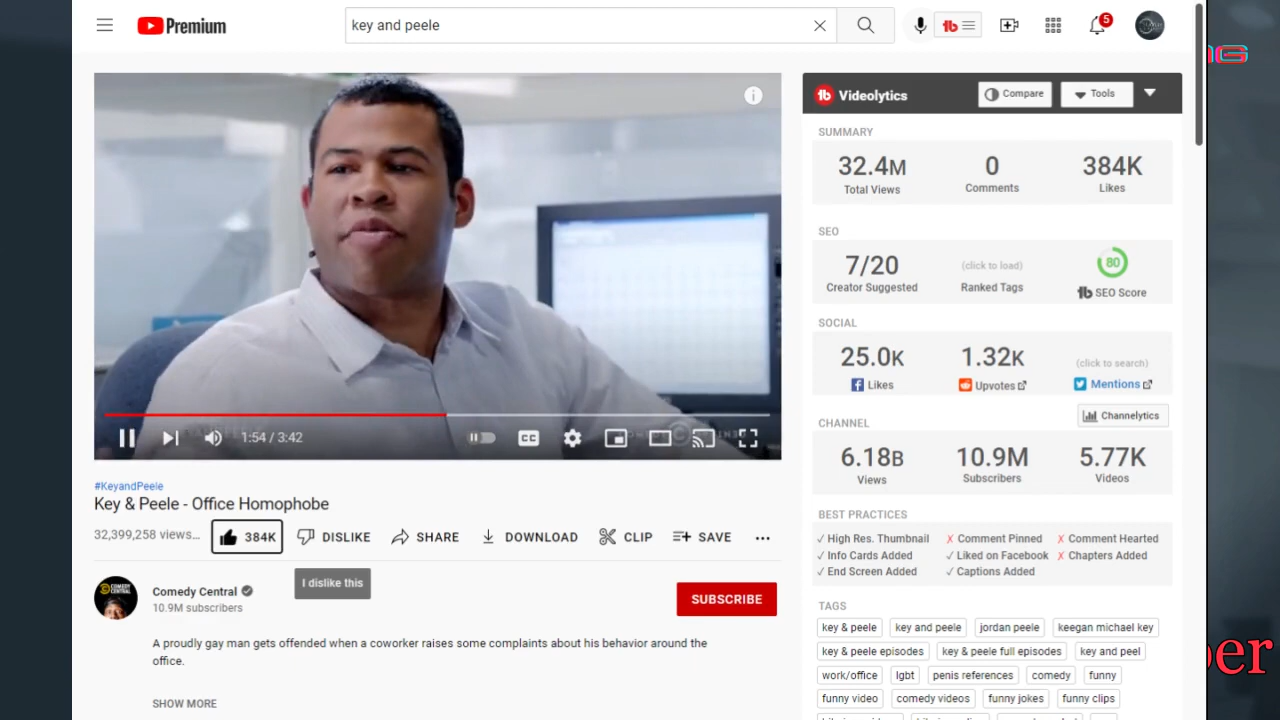 Premium
key and peele
5
Videolytics
Compare
Tools
SUMMARY
32.4M
0
384K
Total Views
Comments
Likes
SEO
7/20
(click to load)
80
Creator Suggested
Ranked Tags
SEO Score
SOCIAL
25.0K
1.32K
(click to search)
Likes
Upvotes
Mentions
Channelytics
CHANNEL
6.18B
10.9M
5.77K
Views
Subscribers
Videos
BEST PRACTICES
✓ High Res. Thumbnail
✗ Comment Pinned
✗ Comment Hearted
✓ Info Cards Added
✓ Liked on Facebook
✗ Chapters Added
✓ End Screen Added
✓ Captions Added
TAGS
key & peele
key and peele
jordan peele
keegan michael key
key & peele episodes
key & peele full episodes
key and peel
work/office
lgbt
penis references
comedy
funny
funny video
comedy videos
funny jokes
funny clips
1:54 / 3:42
CC
#KeyandPeele
Key & Peele - Office Homophobe
32,399,258 views...
384K
DISLIKE
SHARE
DOWNLOAD
CLIP
SAVE
I dislike this
Comedy Central
10.9M subscribers
SUBSCRIBE
A proudly gay man gets offended when a coworker raises some complaints about his behavior around the
office.
SHOW MORE